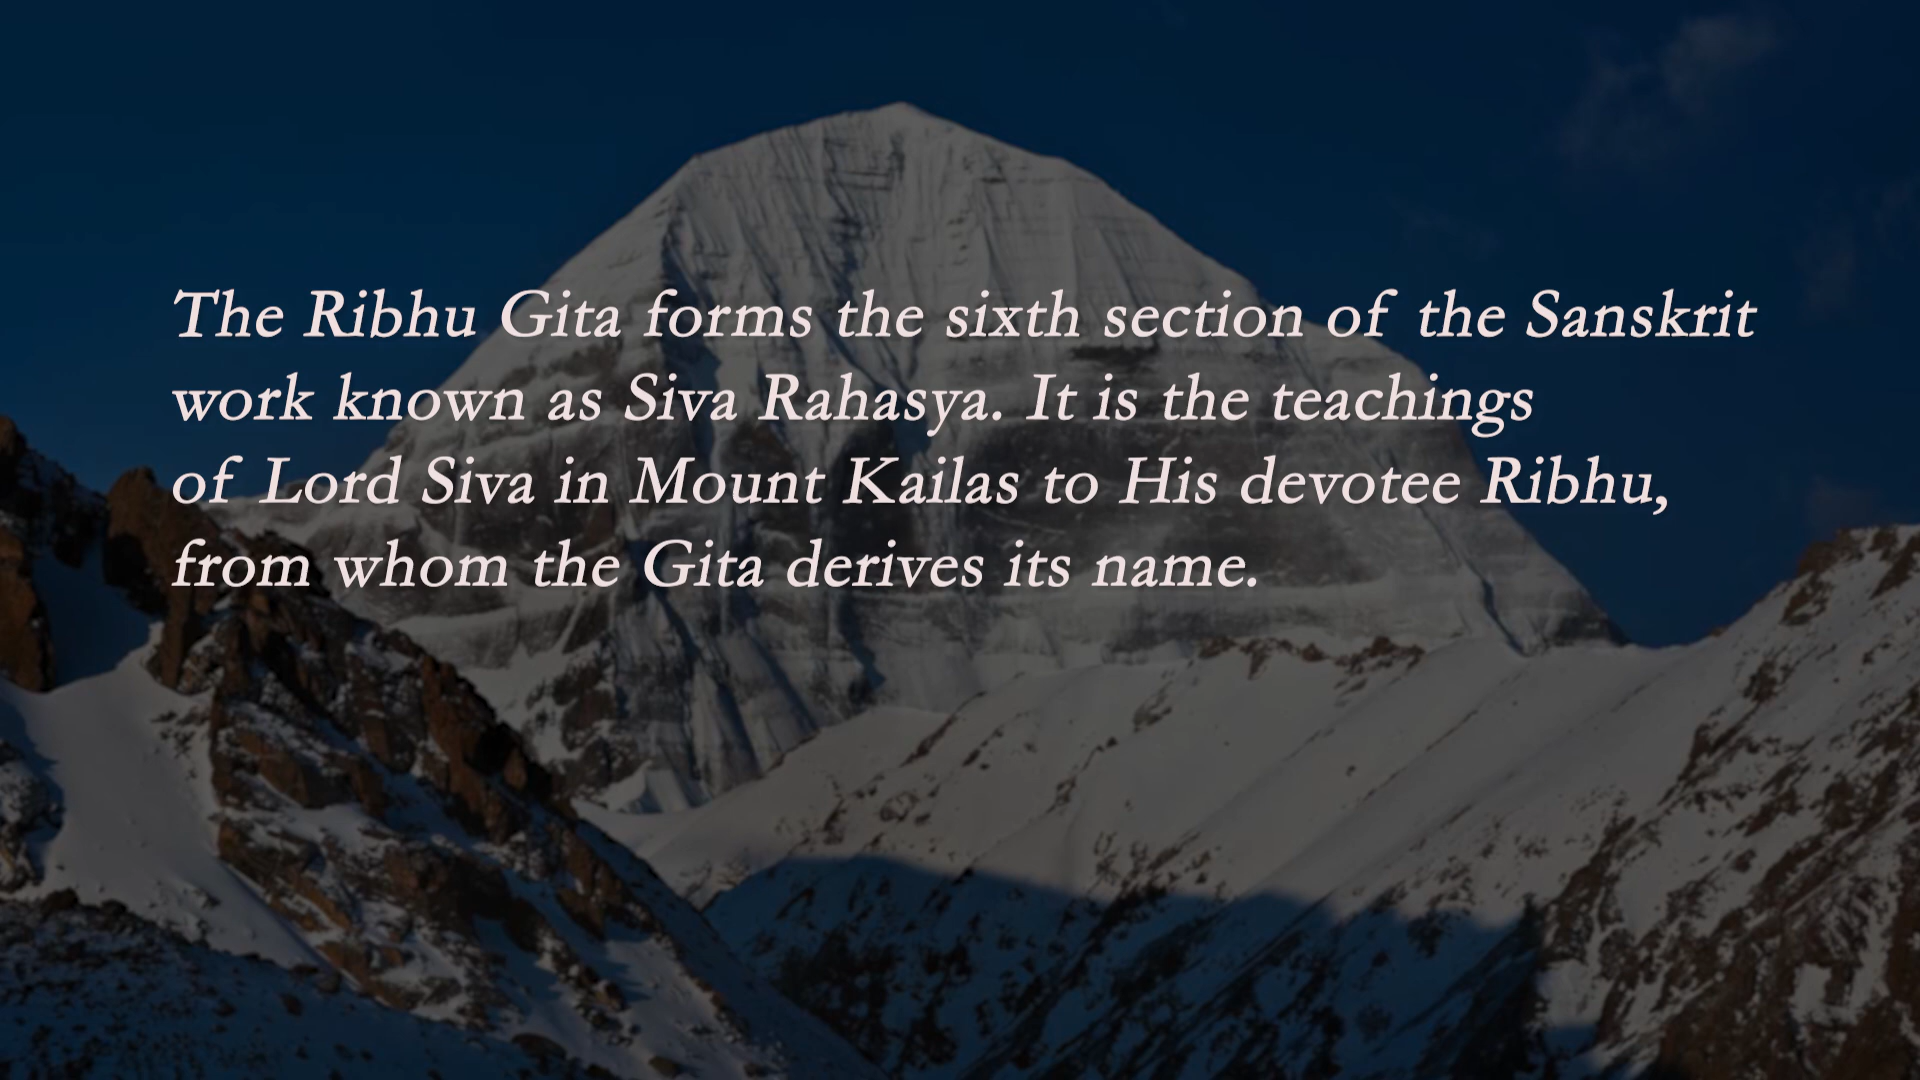 The Ribhu Gita forms the sixth section of the Sanskrit
work known as Siva Rahasya. It is the teachings
of Lord Siva in Mount Kailas to His devotee Ribhu,
from whom the Gita derives its name.